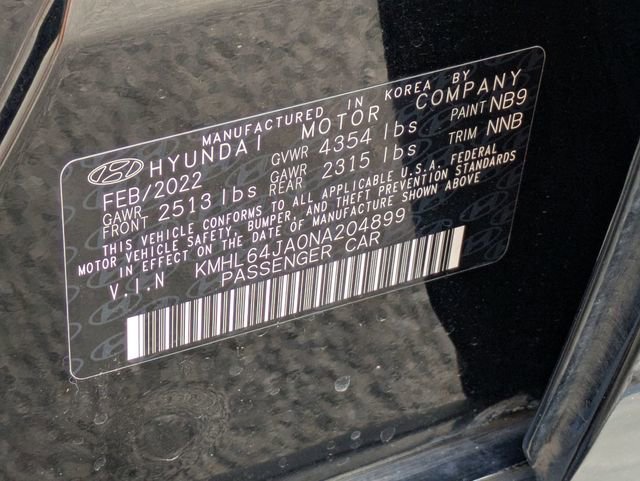 MANUFACTURED IN KOREA BY
HYUNDAI MOTOR COMPANY
FEB/2022 GVWR 4354 lbs PAINT NB9
GAWR FRONT 2513 lbs GAWR REAR 2315 lbs TRIM NNB
THIS VEHICLE CONFORMS TO ALL APPLICABLE U.S.A. FEDERAL
MOTOR VEHICLE SAFETY, BUMPER, AND THEFT PREVENTION STANDARDS
IN EFFECT ON THE DATE OF MANUFACTURE SHOWN ABOVE
V.I.N KMHL64JA0NA204899
PASSENGER CAR